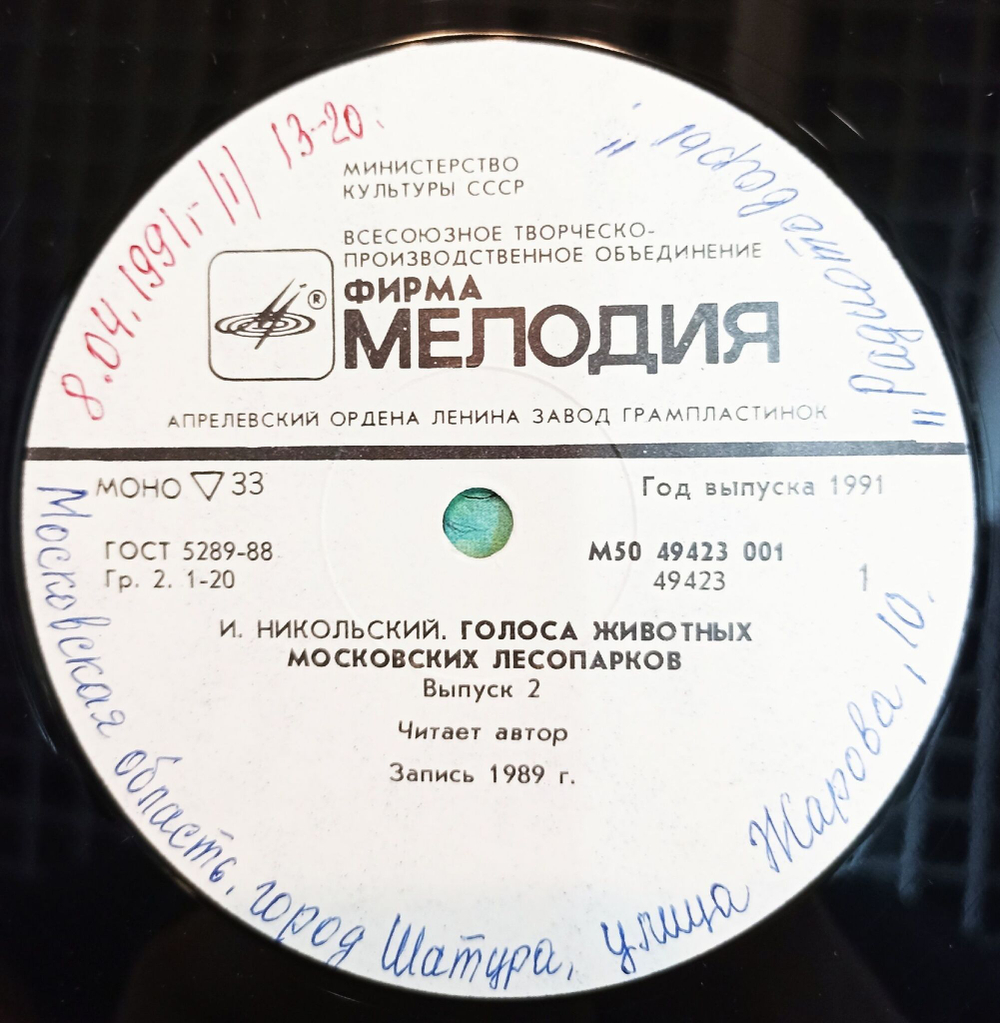 8.04.1991г. /1/ 13-20.
"Радиотовары"
МИНИСТЕРСТВО
КУЛЬТУРЫ СССР
ВСЕСОЮЗНОЕ ТВОРЧЕСКО-
ПРОИЗВОДСТВЕННОЕ ОБЪЕДИНЕНИЕ
ФИРМА
®
МЕЛОДИЯ
АПРЕЛЕВСКИЙ ОРДЕНА ЛЕНИНА ЗАВОД ГРАМПЛАСТИНОК
МОНО ▽ 33
Год выпуска 1991
ГОСТ 5289-88
М50 49423 001
Гр. 2. 1-20
49423
1
И. НИКОЛЬСКИЙ. ГОЛОСА ЖИВОТНЫХ
МОСКОВСКИХ ЛЕСОПАРКОВ
Выпуск 2
Читает автор
Запись 1989 г.
Московская область, город Шатура, улица Жарова, 10.